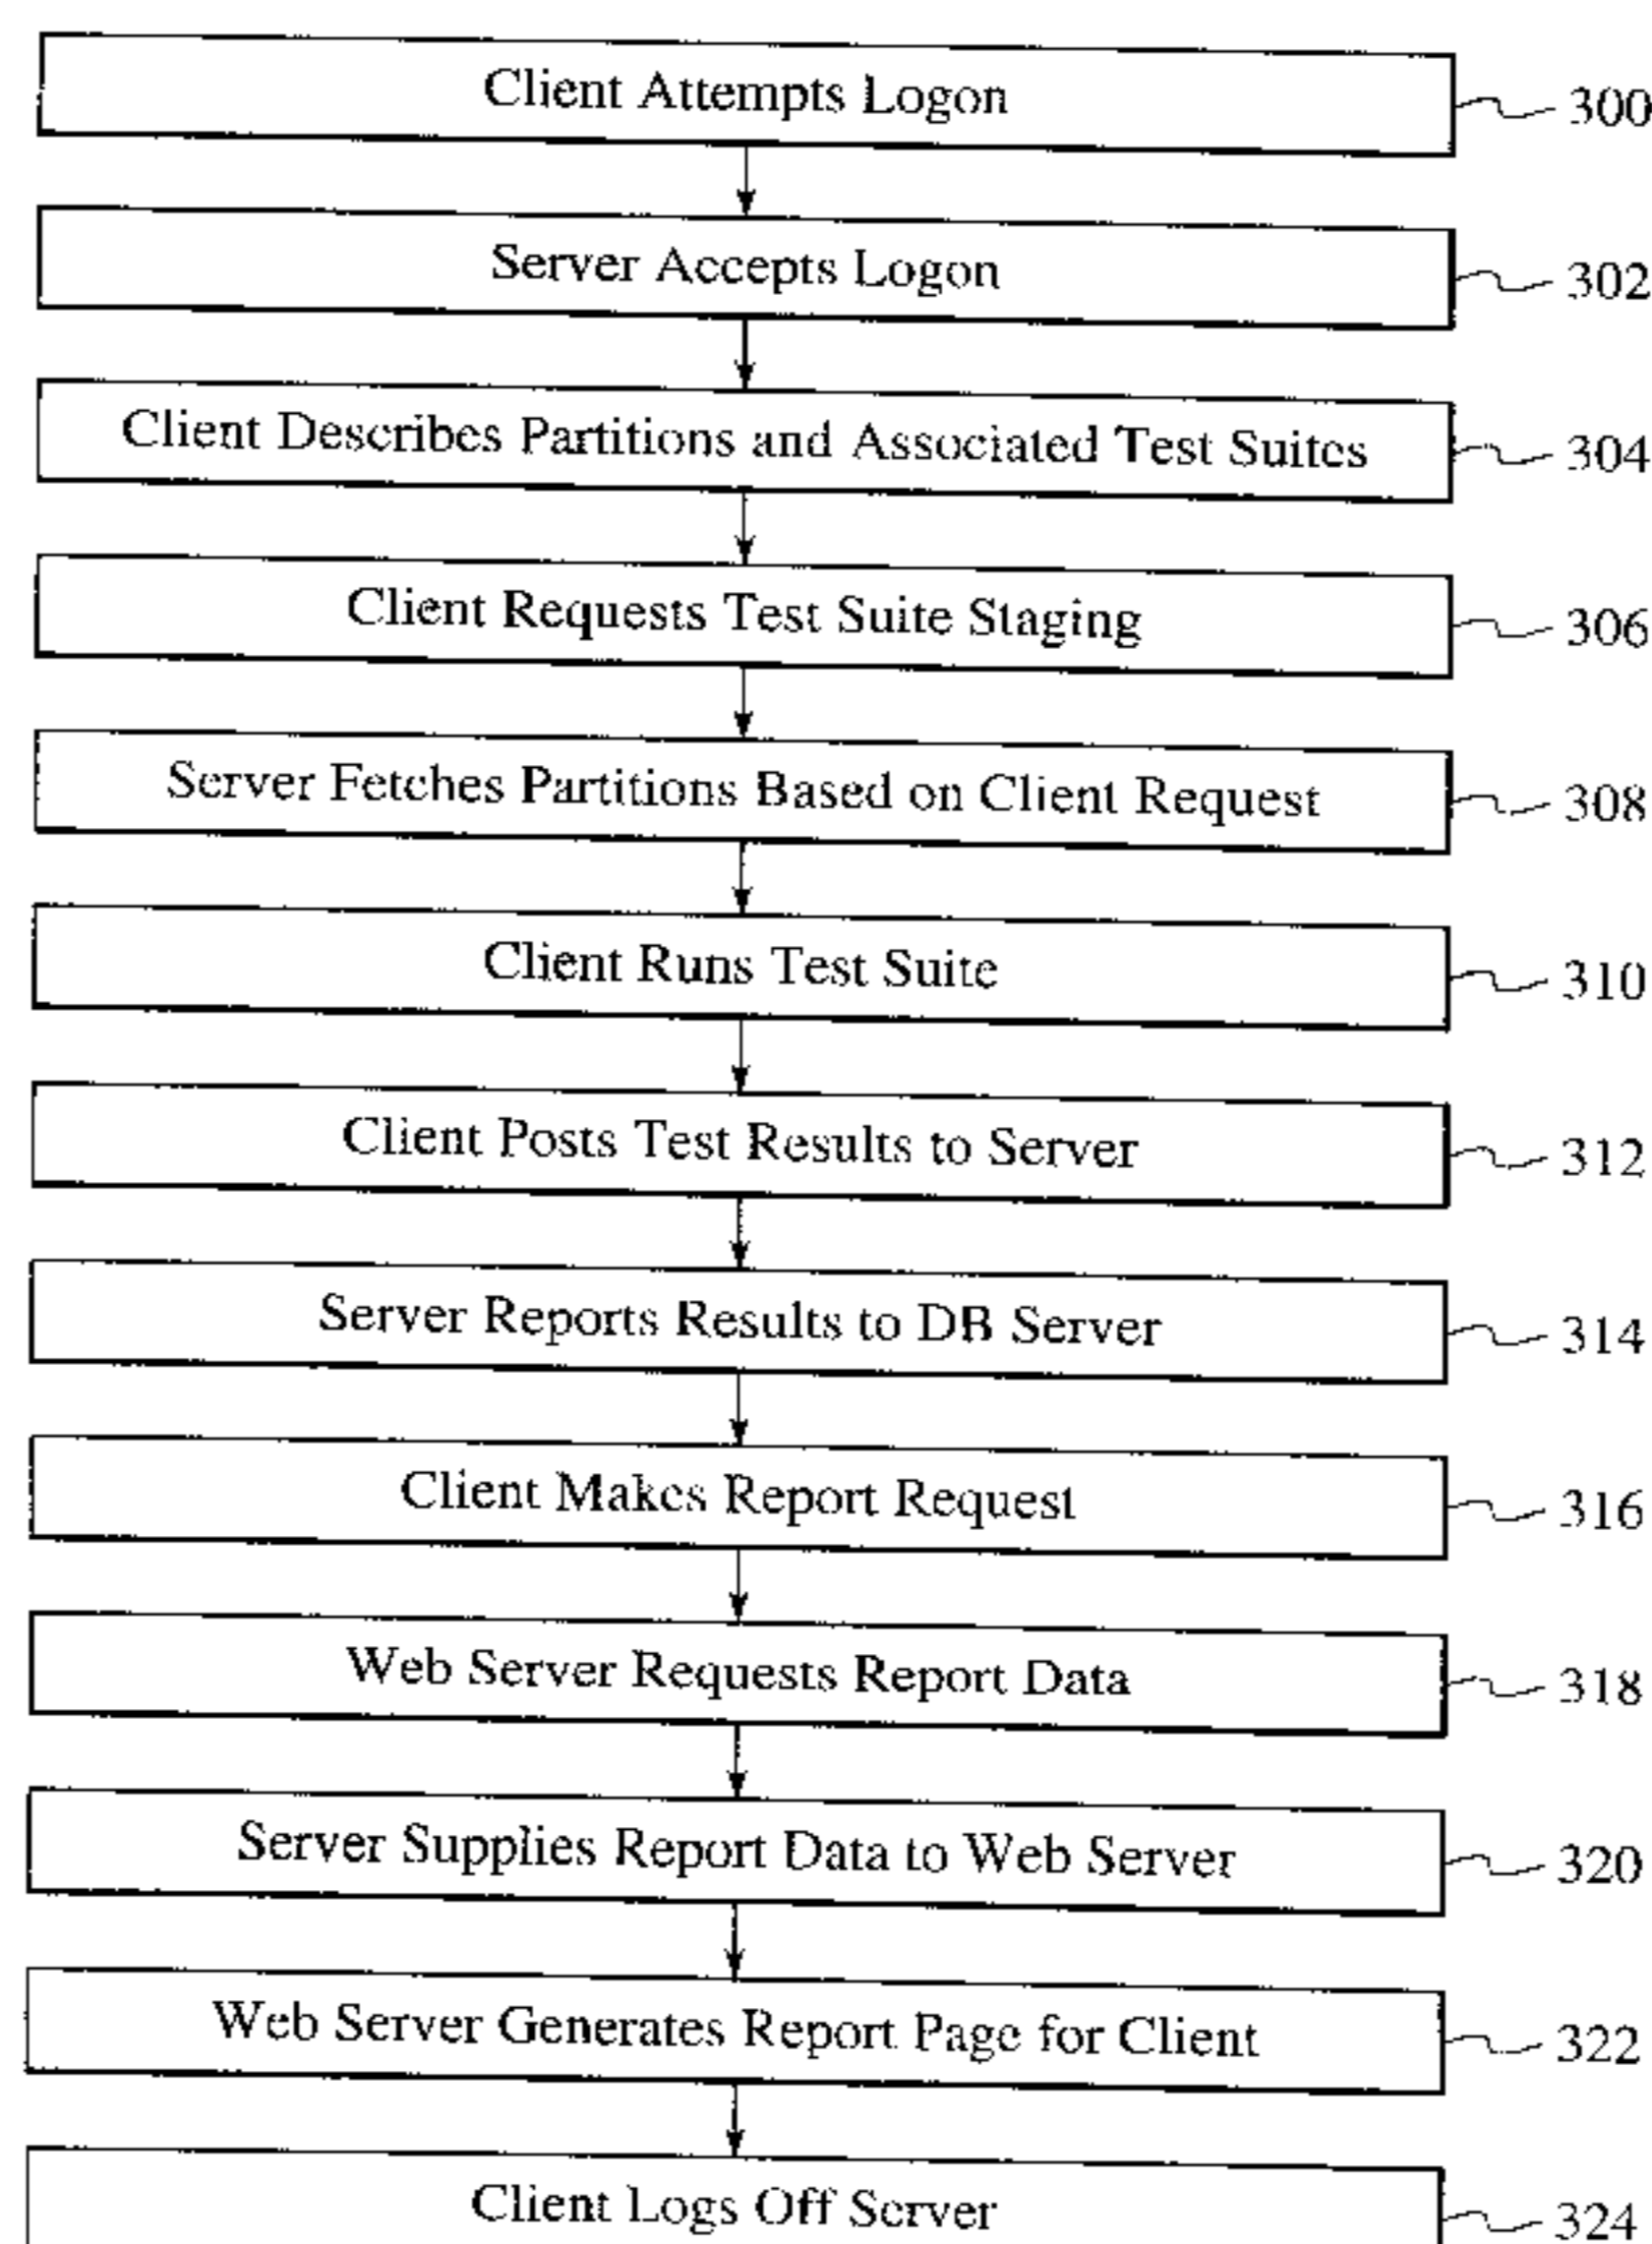 Client Attempts Logon 300
Server Accepts Logon 302
Client Describes Partitions and Associated Test Suites 304
Client Requests Test Suite Staging 306
Server Fetches Partitions Based on Client Request 308
Client Runs Test Suite 310
Client Posts Test Results to Server 312
Server Reports Results to DB Server 314
Client Makes Report Request 316
Web Server Requests Report Data 318
Server Supplies Report Data to Web Server 320
Web Server Generates Report Page for Client 322
Client Logs Off Server 324